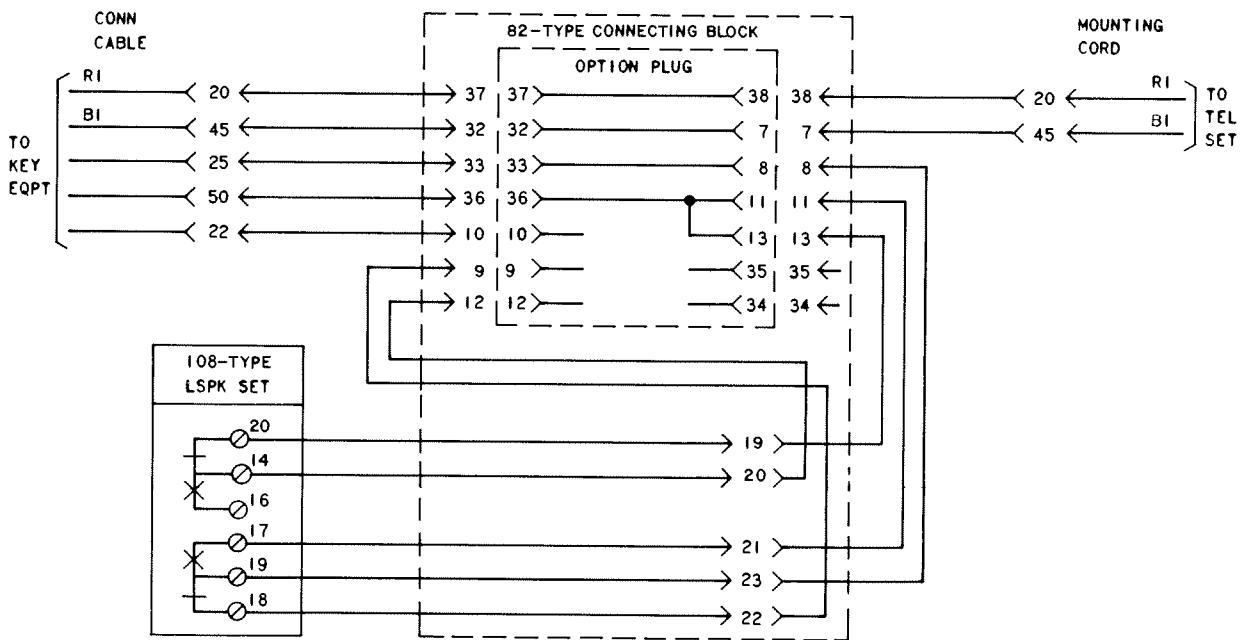 CONN
CABLE
82-TYPE CONNECTING BLOCK
MOUNTING
CORD
OPTION PLUG
R1 20 37 37 38 38 20 R1
B1 45 32 32 7 7 45 B1
TO
KEY
EQPT
TO
TEL
SET
25 33 33 8 8
50 36 36 11 11
22 10 10 13 13
9 9 35 35
12 12 34 34
108-TYPE
LSPK SET
20 19
14 20
16
17 21
19 23
18 22